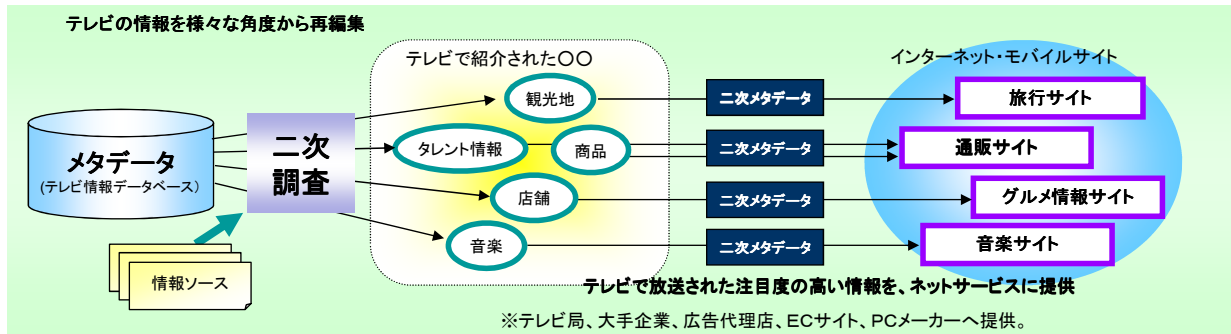 テレビの情報を様々な角度から再編集
テレビで紹介された〇〇
インターネット・モバイルサイト
メタデータ
(テレビ情報データベース)
二次
調査
情報ソース
観光地
タレント情報
商品
店舗
音楽
二次メタデータ
二次メタデータ
二次メタデータ
二次メタデータ
旅行サイト
通販サイト
グルメ情報サイト
音楽サイト
テレビで放送された注目度の高い情報を、ネットサービスに提供
※テレビ局、大手企業、広告代理店、ECサイト、PCメーカーへ提供。